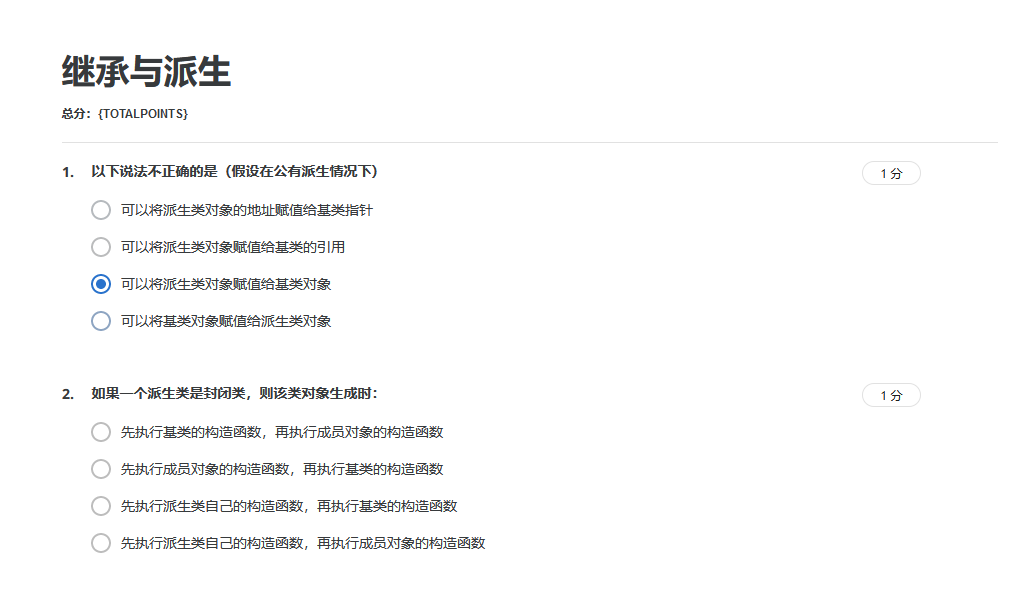 继承与派生
总分：{TOTALPOINTS}
1. 以下说法不正确的是（假设在公有派生情况下） 1 分
可以将派生类对象的地址赋值给基类指针
可以将派生类对象赋值给基类的引用
可以将派生类对象赋值给基类对象
可以将基类对象赋值给派生类对象
2. 如果一个派生类是封闭类，则该类对象生成时： 1 分
先执行基类的构造函数，再执行成员对象的构造函数
先执行成员对象的构造函数，再执行基类的构造函数
先执行派生类自己的构造函数，再执行基类的构造函数
先执行派生类自己的构造函数，再执行成员对象的构造函数